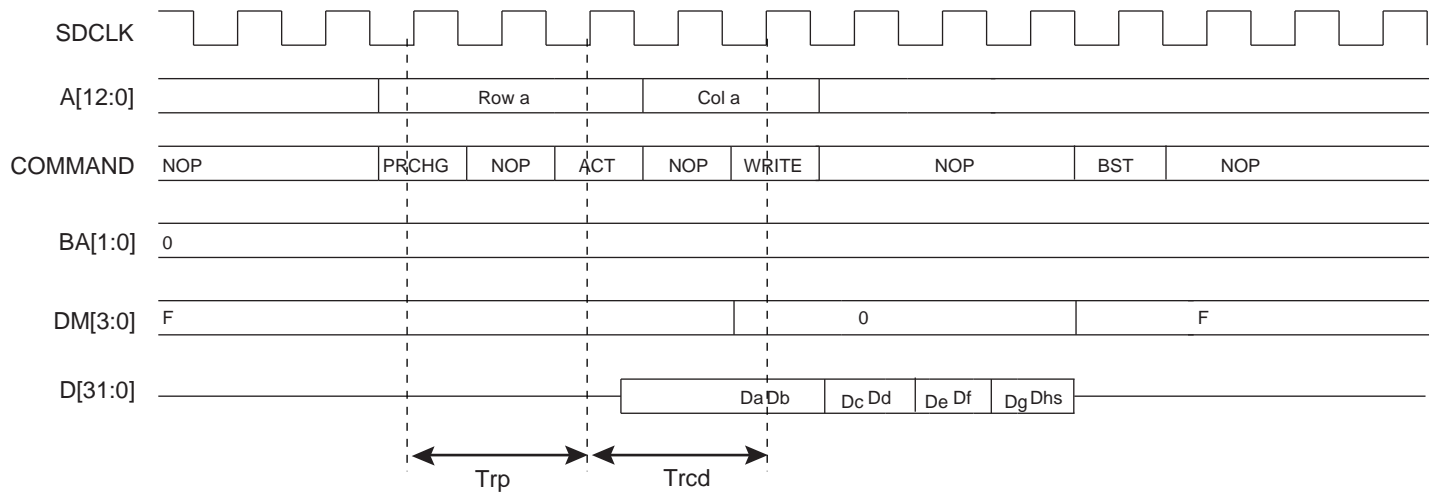 SDCLK
A[12:0] Row a Col a
COMMAND NOP PRCHG NOP ACT NOP WRITE NOP BST NOP
BA[1:0] 0
DM[3:0] F 0 F
D[31:0] Da Db Dc Dd De Df Dg Dhs
Trp Trcd